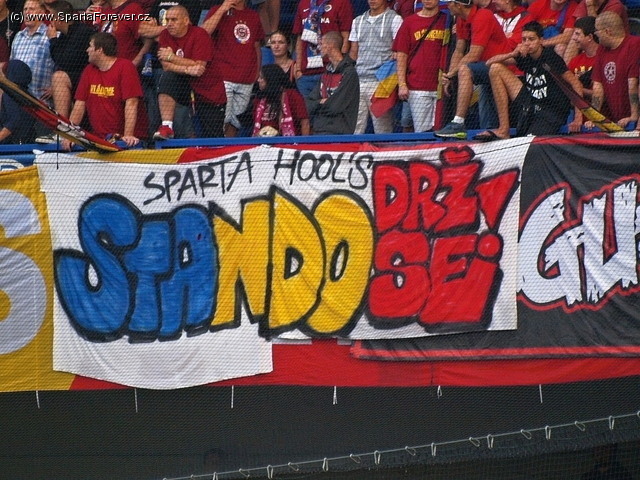 (c) www.SpartaForever.cz
SPARTA HOOL'S
STANDO DRŽ
SE!